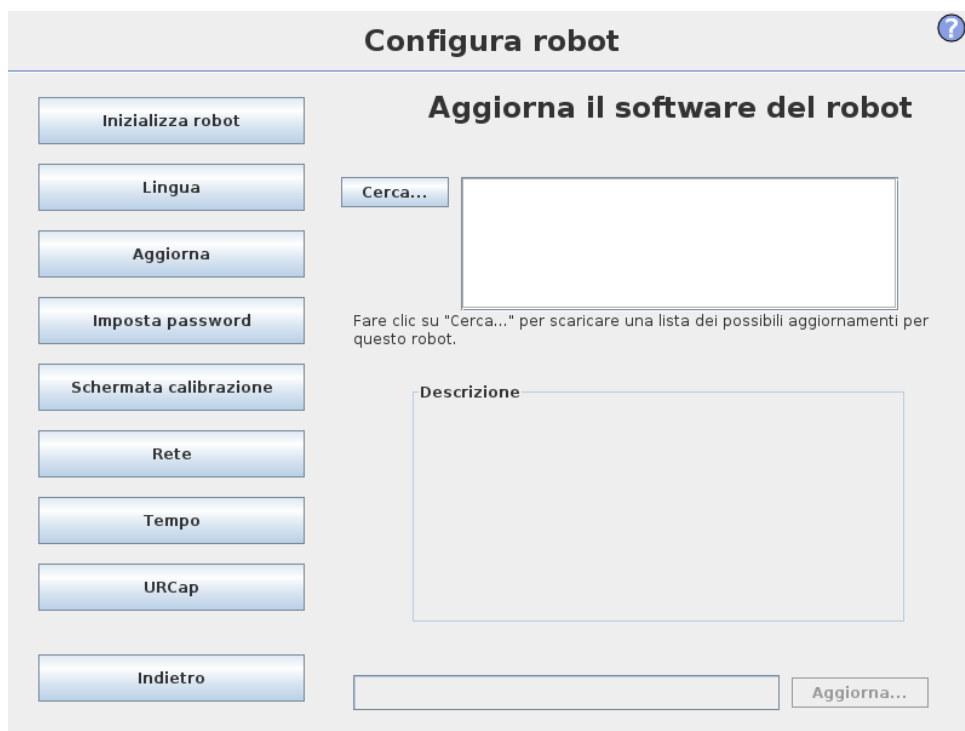 Configura robot
?
Inizializza robot
Lingua
Aggiorna
Imposta password
Schermata calibrazione
Rete
Tempo
URCap
Indietro
Aggiorna il software del robot
Cerca...
Fare clic su "Cerca..." per scaricare una lista dei possibili aggiornamenti per
questo robot.
Descrizione
Aggiorna...